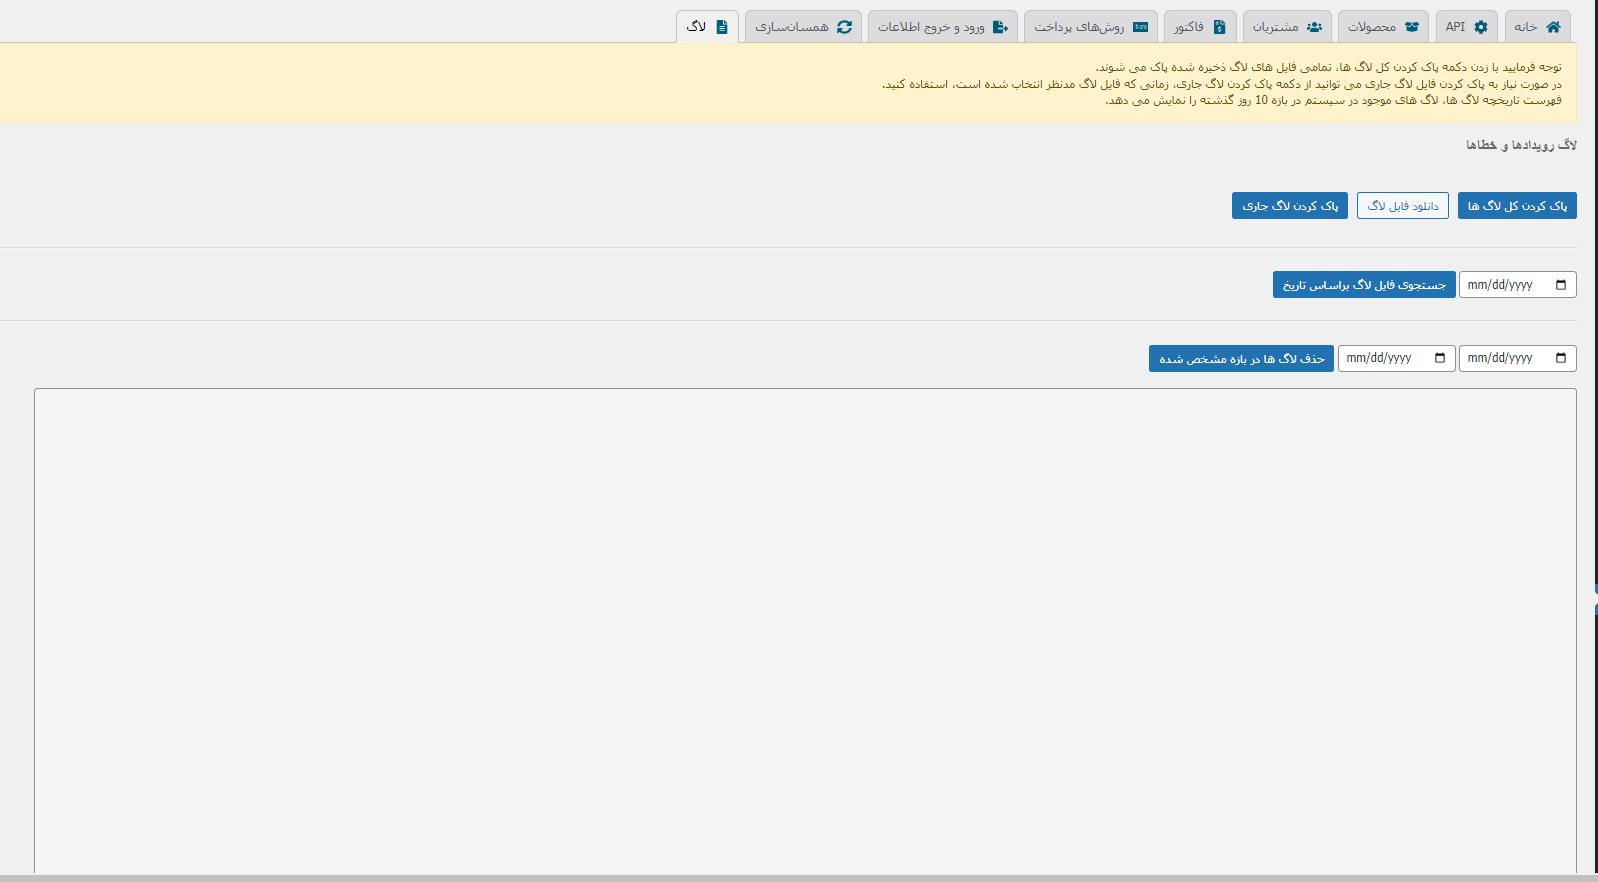 خانه
API
محصولات
مشتریان
فاکتور
روش‌های پرداخت
ورود و خروج اطلاعات
همسان‌سازی
لاگ
توجه فرمایید با زدن دکمه پاک کردن کل لاگ ها، تمامی فایل های لاگ ذخیره شده پاک می شوند.
در صورت نیاز به پاک کردن فایل لاگ جاری می توانید از دکمه پاک کردن لاگ جاری، زمانی که فایل لاگ مدنظر انتخاب شده است، استفاده کنید.
فهرست تاریخچه لاگ ها، لاگ های موجود در سیستم در بازه 10 روز گذشته را نمایش می دهد.
لاگ رویدادها و خطاها
پاک کردن کل لاگ ها
دانلود فایل لاگ
پاک کردن لاگ جاری
mm/dd/yyyy
جستجوی فایل لاگ براساس تاریخ
mm/dd/yyyy
mm/dd/yyyy
حذف لاگ ها در بازه مشخص شده